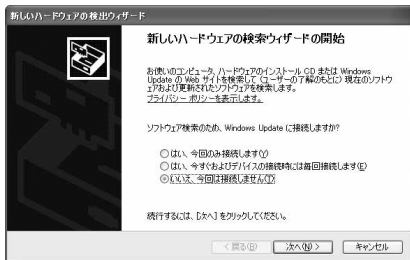 新しいハードウェアの検出ウィザード
新しいハードウェアの検索ウィザードの開始
お使いのコンピュータ、ハードウェアのインストール CD または Windows
Update の Web サイトを検索して (ユーザーの了解のもとに) 現在のソフトウ
ェアおよび更新されたソフトウェアを検索します。
プライバシー ポリシーを表示します。
ソフトウェア検索のため、Windows Update に接続しますか?
はい、今回のみ接続します(Y)
はい、今すぐおよびデバイスの接続時には毎回接続します(E)
いいえ、今回は接続しません(T)
続行するには、[次へ] をクリックしてください。
< 戻る(B)
次へ(N) >
キャンセル